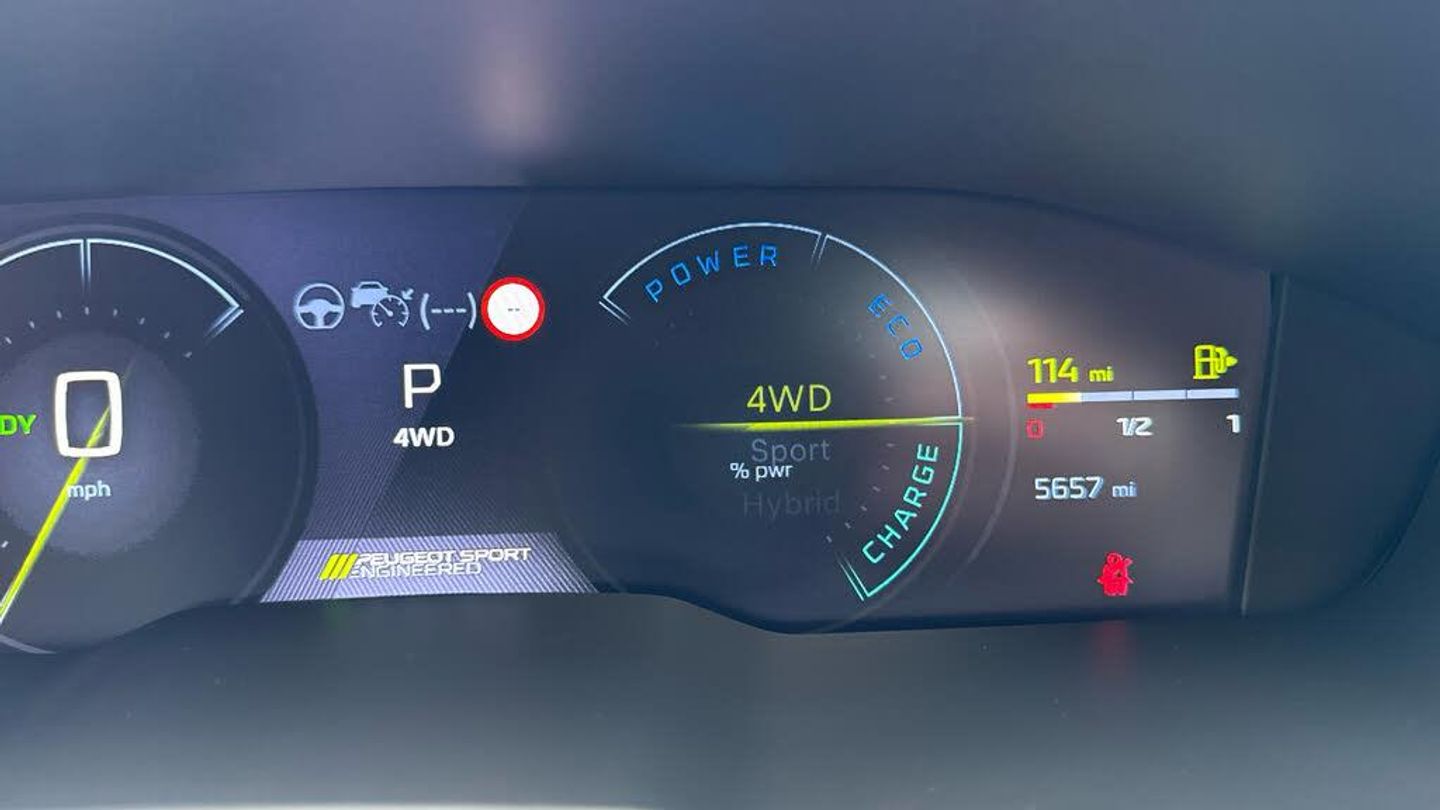 POWER
ECO
(---)
--
P
4WD
DY
0
mph
4WD
Sport
% pwr
Hybrid
CHARGE
114 mi
0
1/2
1
5657 mi
PEUGEOT SPORT
ENGINEERED